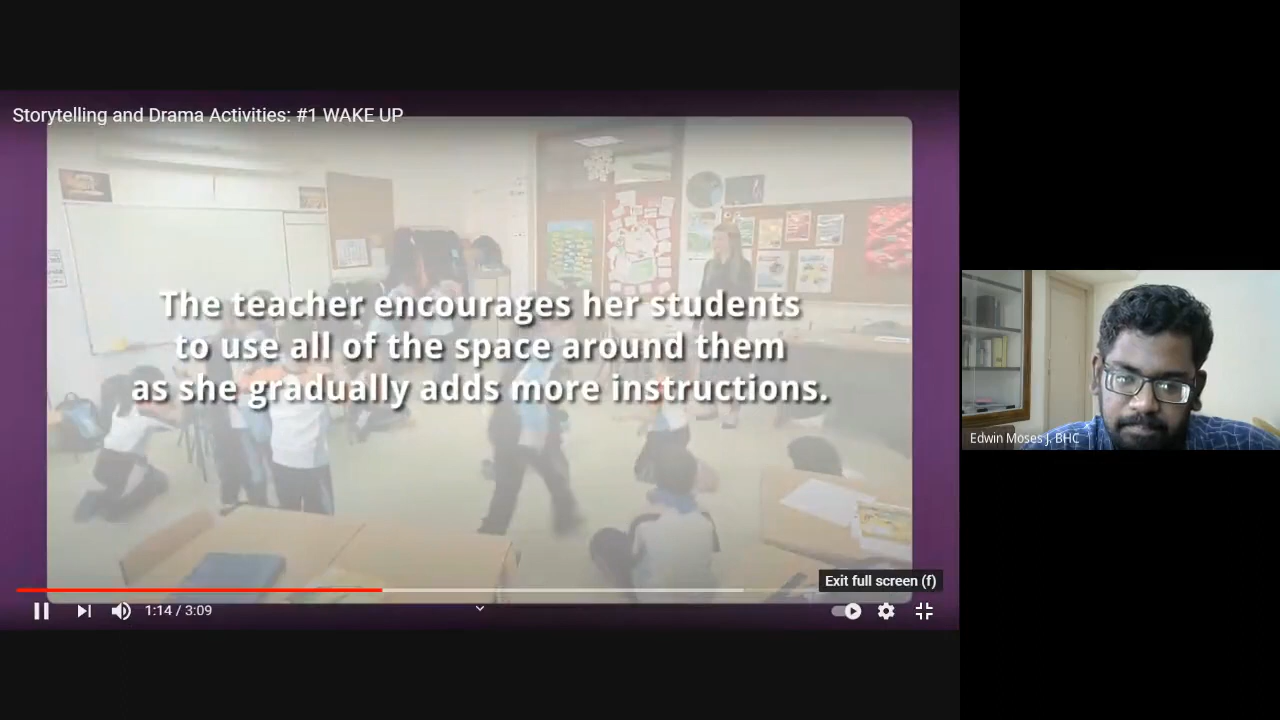 Storytelling and Drama Activities: #1 WAKE UP
The teacher encourages her students
to use all of the space around them
as she gradually adds more instructions.
Edwin Moses J, BHC
Exit full screen (f)
1:14 / 3:09